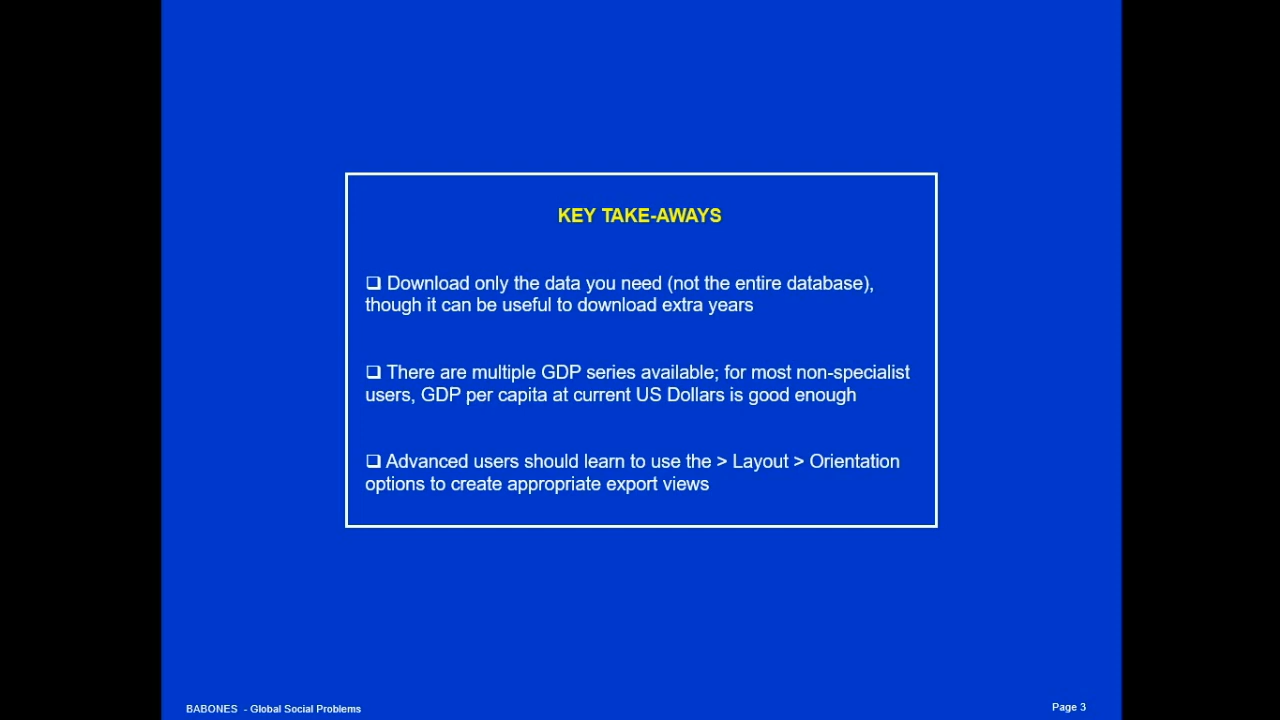 KEY TAKE-AWAYS
❑ Download only the data you need (not the entire database),
though it can be useful to download extra years
❑ There are multiple GDP series available; for most non-specialist
users, GDP per capita at current US Dollars is good enough
❑ Advanced users should learn to use the > Layout > Orientation
options to create appropriate export views
BABONES - Global Social Problems
Page 3